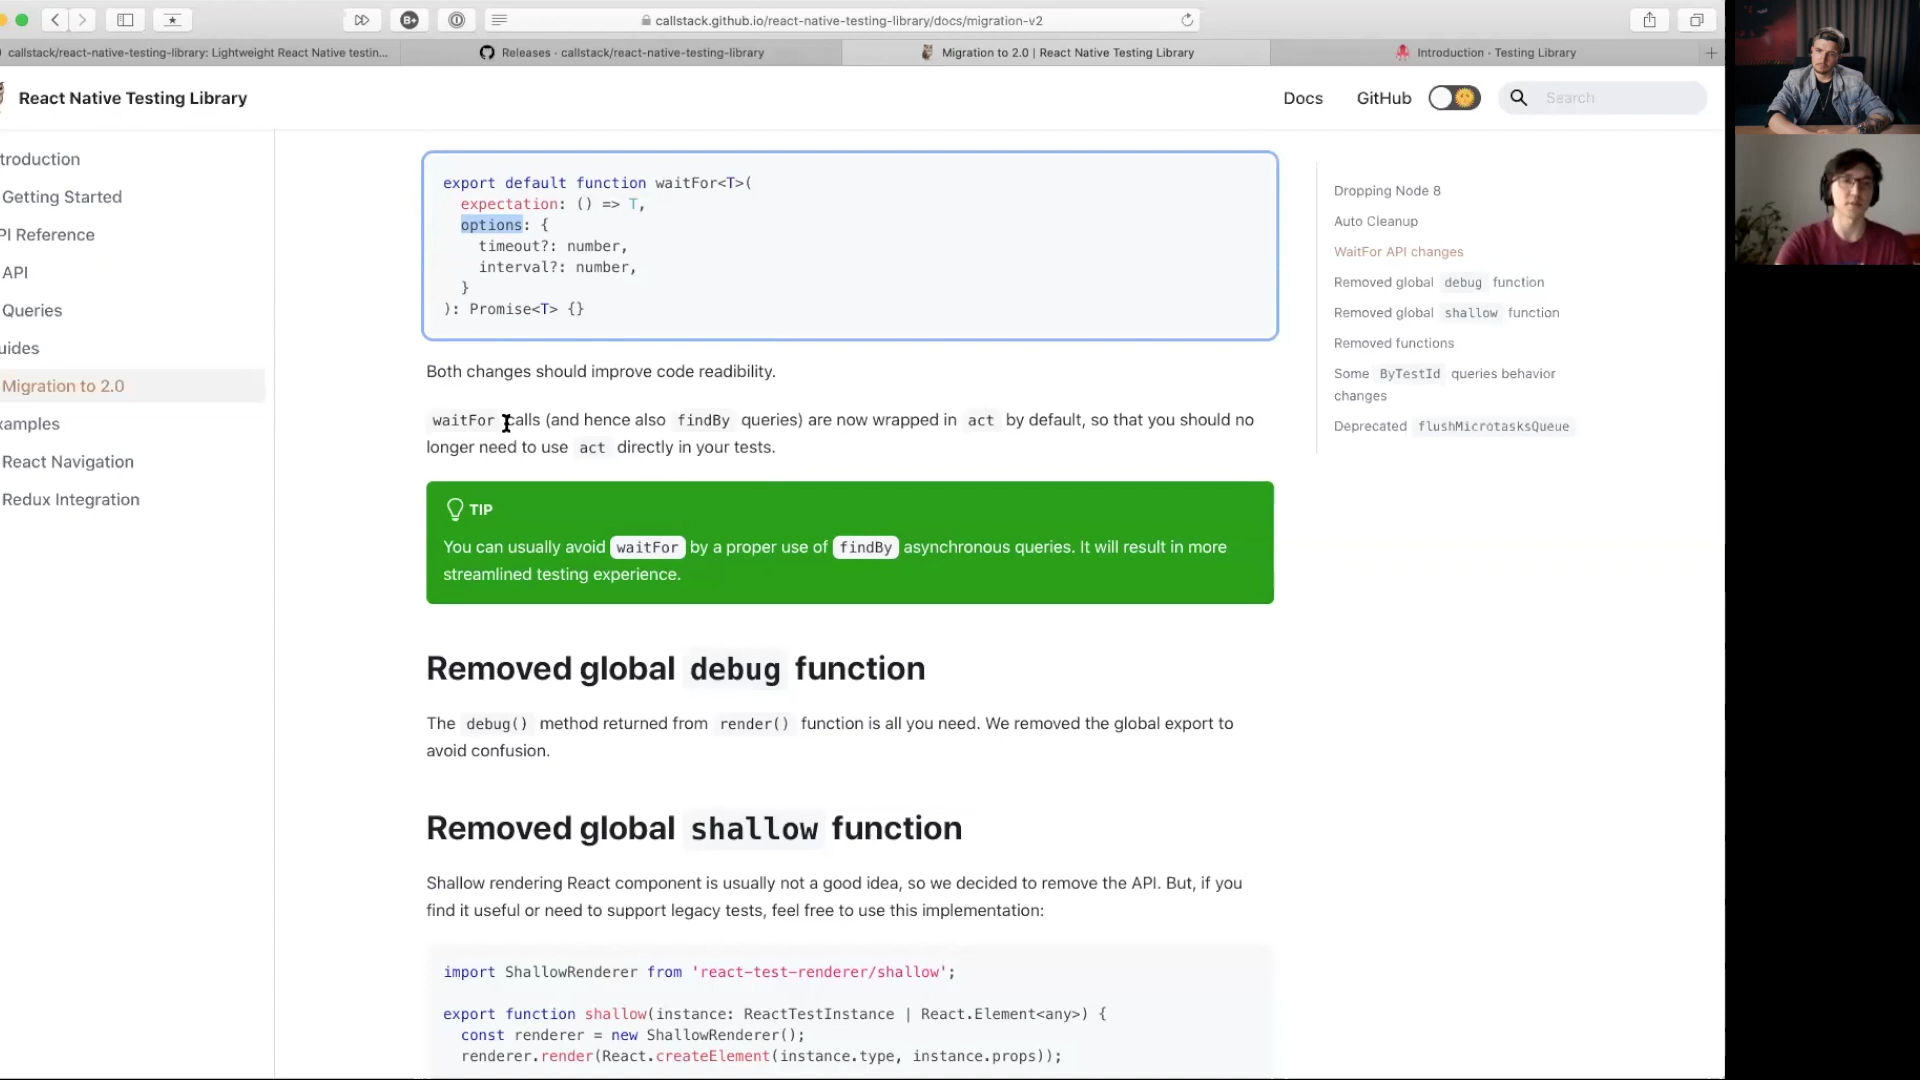 callstack.github.io/react-native-testing-library/docs/migration-v2
callstack/react-native-testing-library: Lightweight React Native testin...
Releases · callstack/react-native-testing-library
Migration to 2.0 | React Native Testing Library
Introduction · Testing Library
React Native Testing Library
Docs
GitHub
Search
troduction
Getting Started
PI Reference
API
Queries
uides
Migration to 2.0
xamples
React Navigation
Redux Integration
export default function waitFor<T>(
expectation: () => T,
options: {
timeout?: number,
interval?: number,
}
): Promise<T> {}
Both changes should improve code readibility.
waitFor calls (and hence also findBy queries) are now wrapped in act by default, so that you should no
longer need to use act directly in your tests.
TIP
You can usually avoid waitFor by a proper use of findBy asynchronous queries. It will result in more
streamlined testing experience.
Removed global debug function
The debug() method returned from render() function is all you need. We removed the global export to
avoid confusion.
Removed global shallow function
Shallow rendering React component is usually not a good idea, so we decided to remove the API. But, if you
find it useful or need to support legacy tests, feel free to use this implementation:
import ShallowRenderer from 'react-test-renderer/shallow';
export function shallow(instance: ReactTestInstance | React.Element<any>) {
const renderer = new ShallowRenderer();
renderer.render(React.createElement(instance.type, instance.props));
Dropping Node 8
Auto Cleanup
WaitFor API changes
Removed global debug function
Removed global shallow function
Removed functions
Some ByTestId queries behavior
changes
Deprecated flushMicrotasksQueue